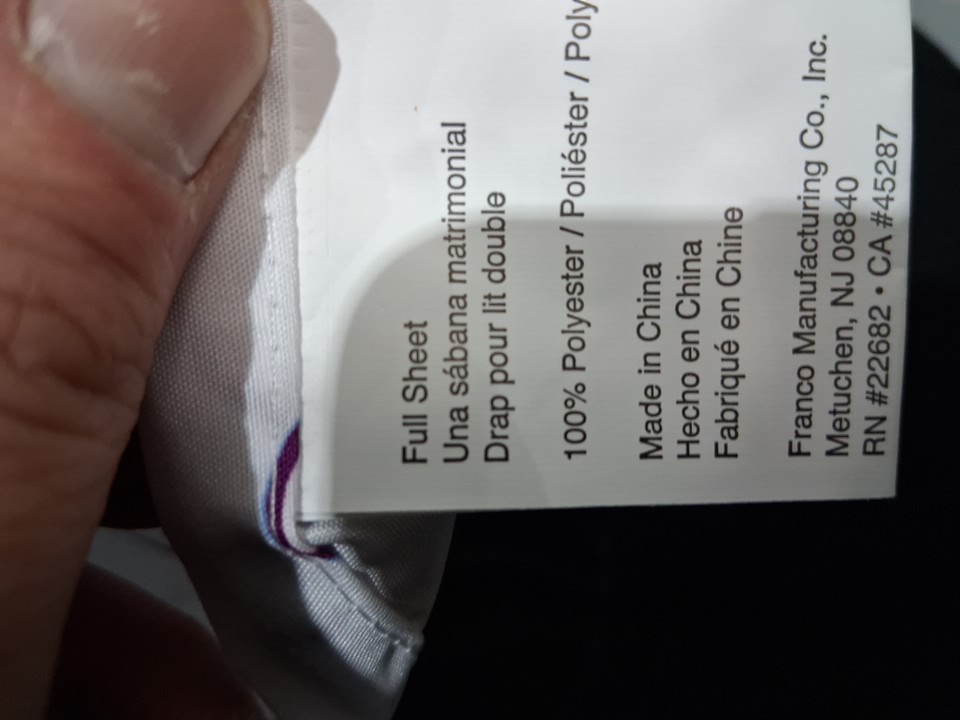 Full Sheet
Una sábana matrimonial
Drap pour lit double
100% Polyester / Poliéster / Poly
Made in China
Hecho en China
Fabriqué en Chine
Franco Manufacturing Co., Inc.
Metuchen, NJ 08840
RN #22682 • CA #45287